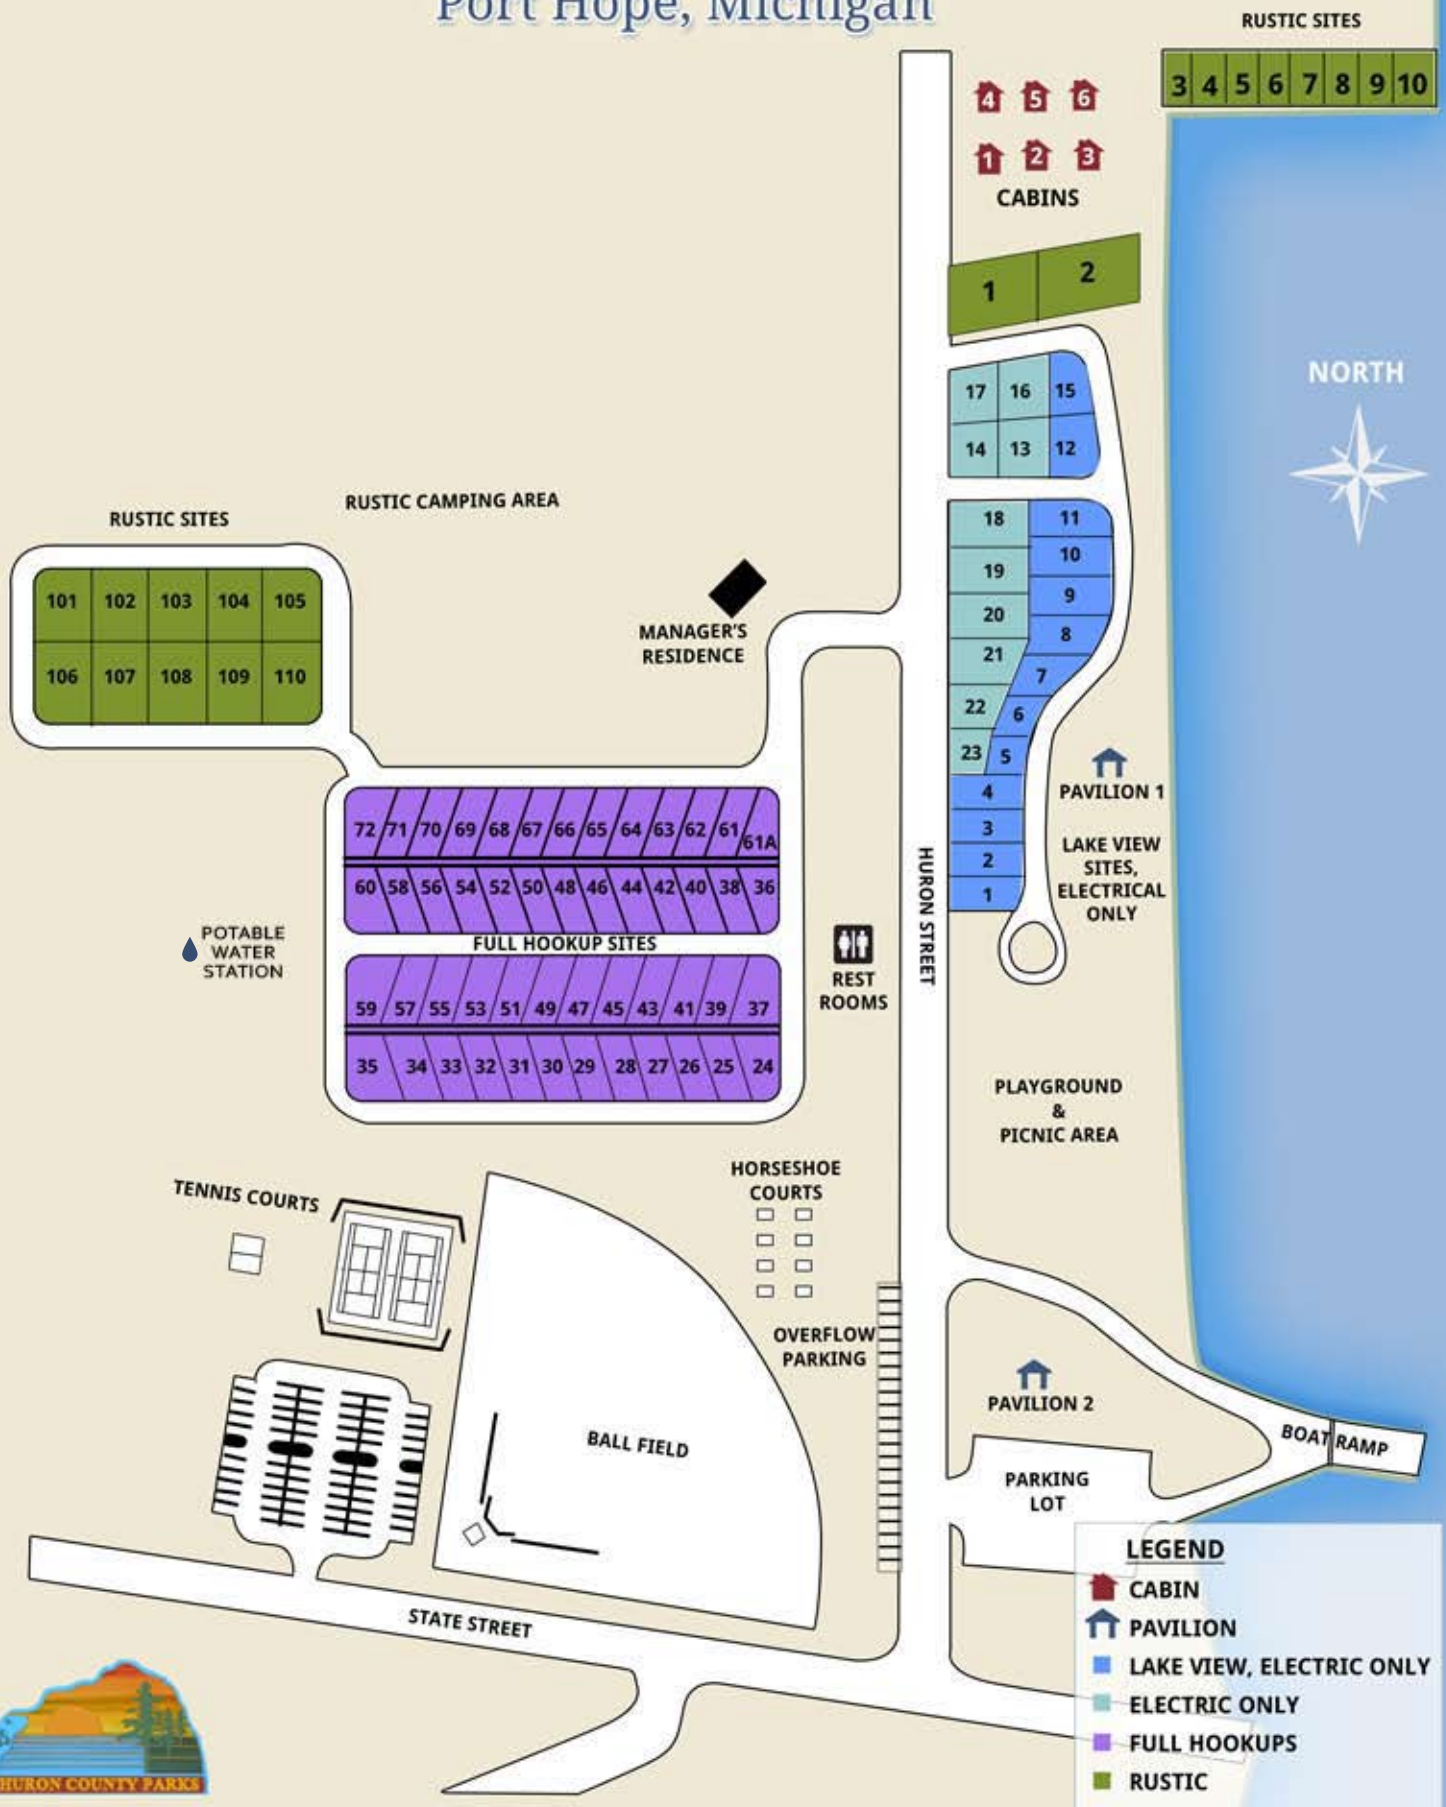 Port Hope, Michigan
RUSTIC SITES
3 4 5 6 7 8 9 10
4 5 6
1 2 3
CABINS
1 2
NORTH
17 16 15
14 13 12
18 11
10
19
9
20
8
21
7
22
6
23 5
4
3
2
1
PAVILION 1
LAKE VIEW
SITES,
ELECTRICAL
ONLY
RUSTIC CAMPING AREA
RUSTIC SITES
101 102 103 104 105
106 107 108 109 110
MANAGER'S
RESIDENCE
72 71 70 69 68 67 66 65 64 63 62 61 61A
60 58 56 54 52 50 48 46 44 42 40 38 36
FULL HOOKUP SITES
59 57 55 53 51 49 47 45 43 41 39 37
35 34 33 32 31 30 29 28 27 26 25 24
POTABLE
WATER
STATION
REST
ROOMS
HURON STREET
PLAYGROUND
&
PICNIC AREA
TENNIS COURTS
HORSESHOE
COURTS
OVERFLOW
PARKING
BALL FIELD
PAVILION 2
PARKING
LOT
BOAT RAMP
STATE STREET
LEGEND
CABIN
PAVILION
LAKE VIEW, ELECTRIC ONLY
ELECTRIC ONLY
FULL HOOKUPS
RUSTIC
HURON COUNTY PARKS